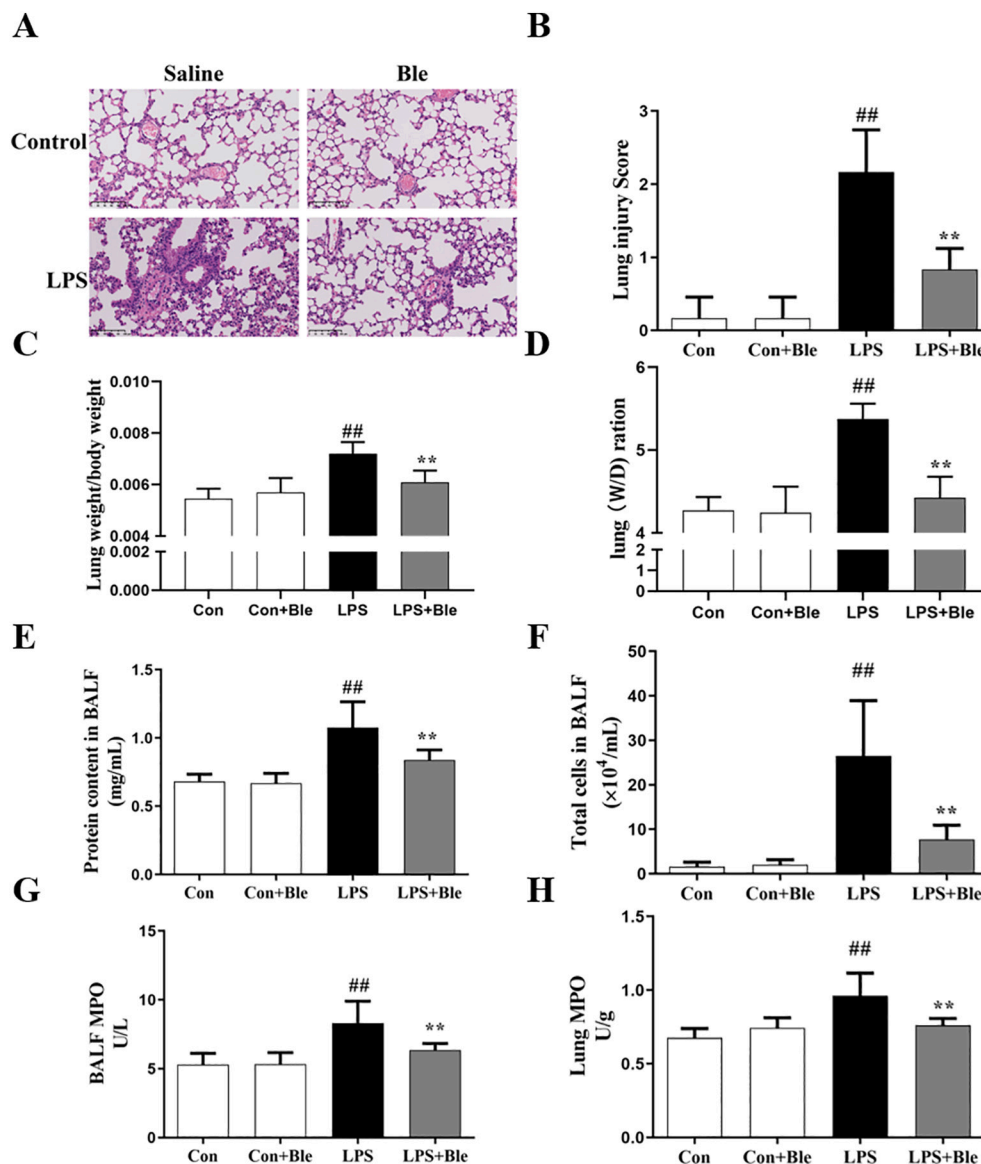 A
Saline
Ble
Control
LPS
B
Lung injury Score
3
2
1
0
##
**
Con
Con+Ble
LPS
LPS+Ble
C
Lung weight/body weight
0.010
0.008
0.006
0.004
0.002
0.000
##
**
Con
Con+Ble
LPS
LPS+Ble
D
lung (W/D) ration
6
5
4
2
1
0
##
**
Con
Con+Ble
LPS
LPS+Ble
E
Protein content in BALF
(mg/mL)
1.5
1.0
0.5
0.0
##
**
Con
Con+Ble
LPS
LPS+Ble
F
Total cells in BALF
(×10⁴/mL)
50
40
30
20
10
0
##
**
Con
Con+Ble
LPS
LPS+Ble
G
BALF MPO
U/L
15
10
5
0
##
**
Con
Con+Ble
LPS
LPS+Ble
H
Lung MPO
U/g
1.5
1.0
0.5
0.0
##
**
Con
Con+Ble
LPS
LPS+Ble